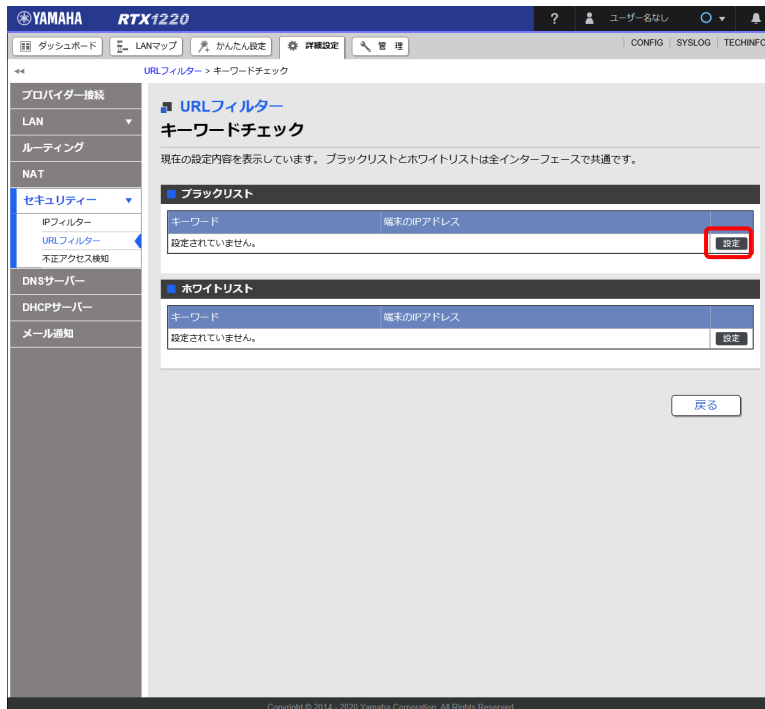 YAMAHA RTX1220 ? ユーザー名なし
ダッシュボード LANマップ かんたん設定 詳細設定 管 理 CONFIG SYSLOG TECHINFO
URLフィルター > キーワードチェック
プロバイダー接続
LAN
ルーティング
NAT
セキュリティー
IPフィルター
URLフィルター
不正アクセス検知
DNSサーバー
DHCPサーバー
メール通知
URLフィルター
キーワードチェック
現在の設定内容を表示しています。 ブラックリストとホワイトリストは全インターフェースで共通です。
ブラックリスト
キーワード 端末のIPアドレス
設定されていません。 設定
ホワイトリスト
キーワード 端末のIPアドレス
設定されていません。 設定
戻る
Copyright © 2014 - 2020 Yamaha Corporation. All Rights Reserved.